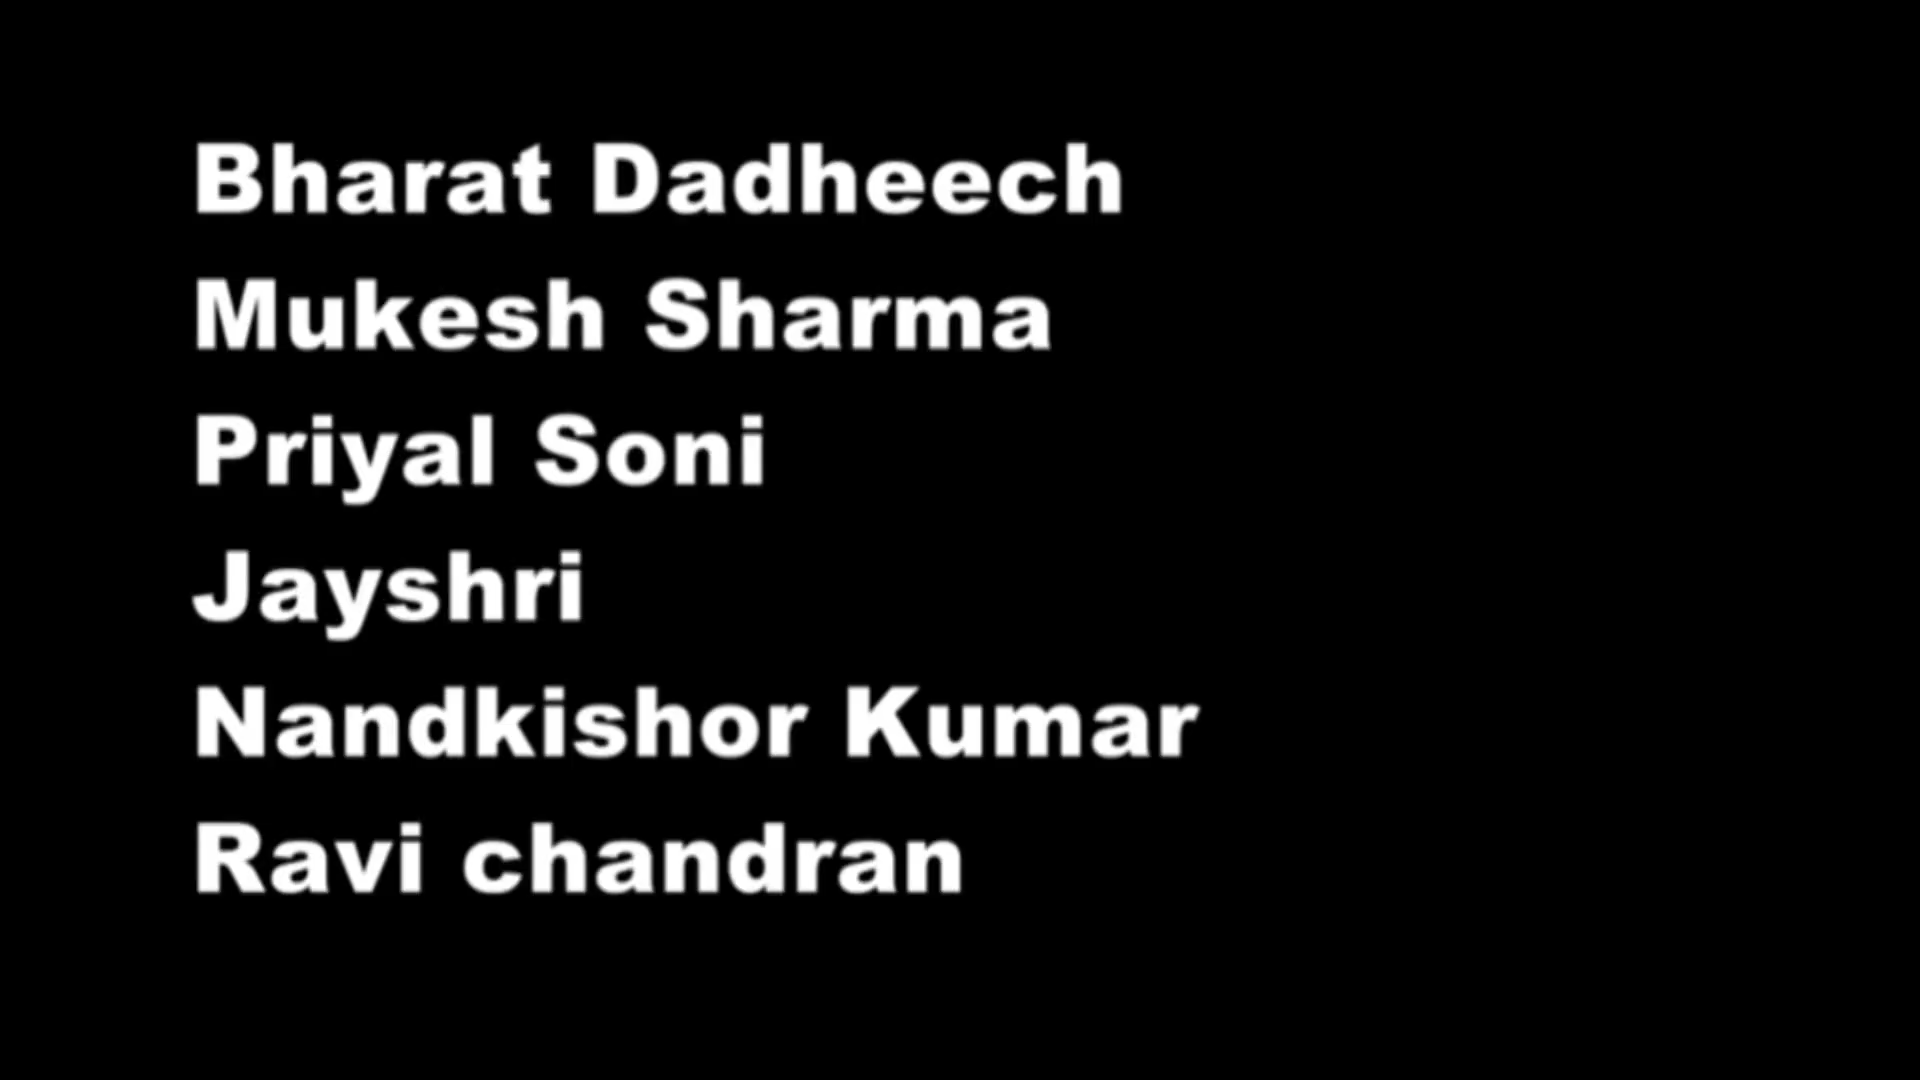 Bharat Dadheech
Mukesh Sharma
Priyal Soni
Jayshri
Nandkishor Kumar
Ravi chandran